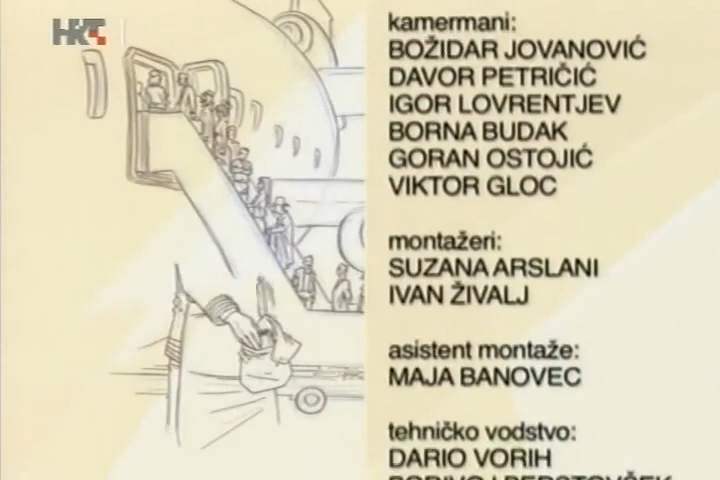 HRT
kamermani:
BOŽIDAR JOVANOVIĆ
DAVOR PETRIČIĆ
IGOR LOVRENTJEV
BORNA BUDAK
GORAN OSTOJIĆ
VIKTOR GLOC
montažeri:
SUZANA ARSLANI
IVAN ŽIVALJ
asistent montaže:
MAJA BANOVEC
tehničko vodstvo:
DARIO VORIH